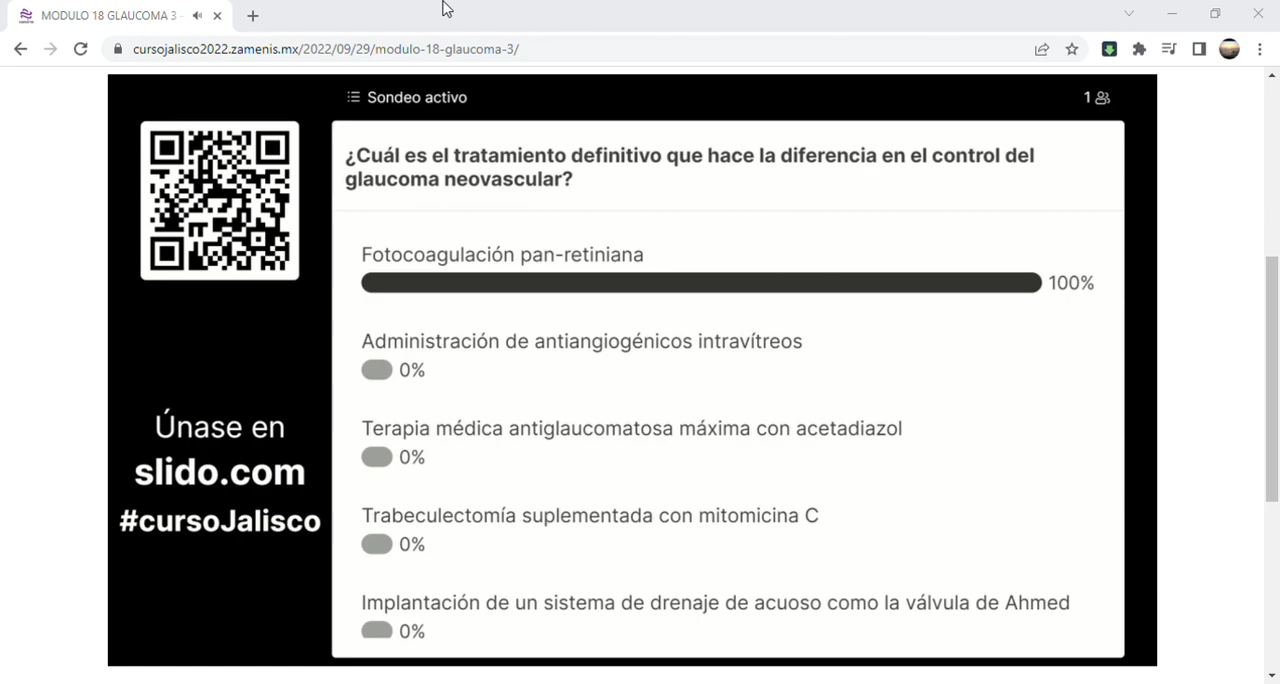 MODULO 18 GLAUCOMA 3 -
cursojalisco2022.zamenis.mx/2022/09/29/modulo-18-glaucoma-3/
Sondeo activo
1
¿Cuál es el tratamiento definitivo que hace la diferencia en el control del
glaucoma neovascular?
Fotocoagulación pan-retiniana
100%
Administración de antiangiogénicos intravítreos
0%
Terapia médica antiglaucomatosa máxima con acetadiazol
0%
Trabeculectomía suplementada con mitomicina C
0%
Implantación de un sistema de drenaje de acuoso como la válvula de Ahmed
0%
Únase en
slido.com
#cursoJalisco